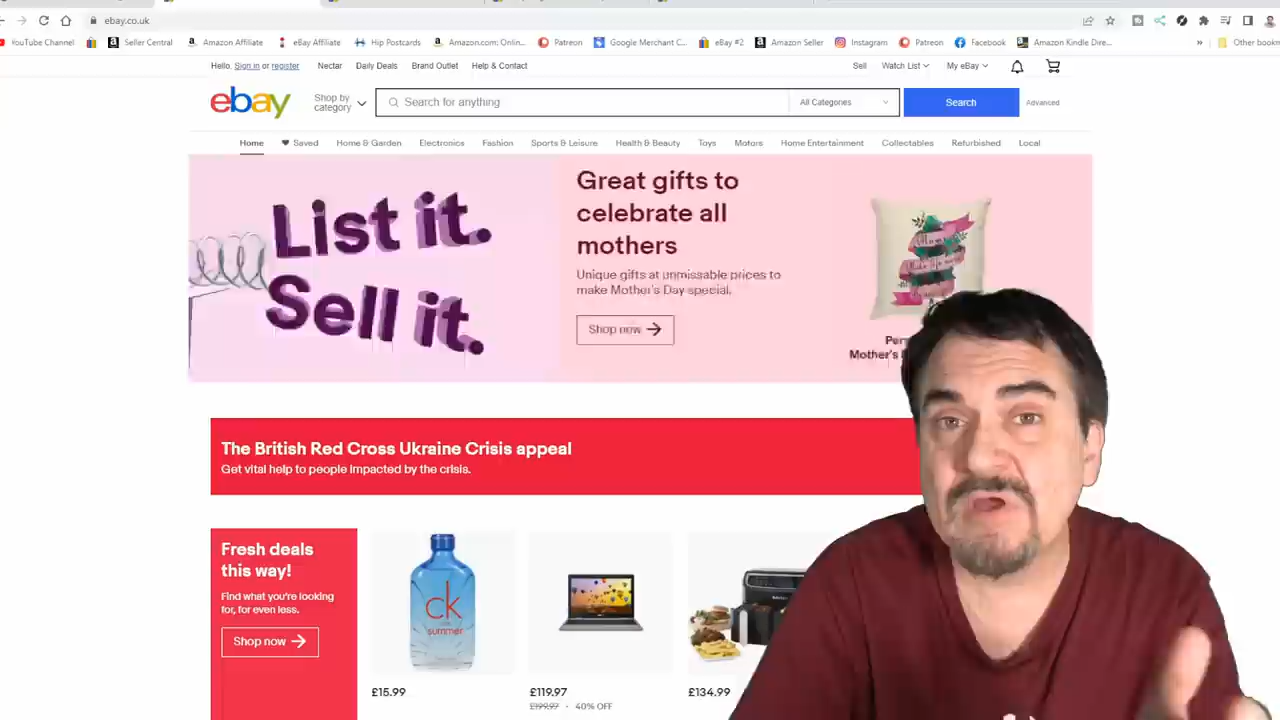 ebay.co.uk
YouTube Channel
Seller Central
Amazon Affiliate
eBay Affiliate
Hip Postcards
Amazon.com: Onlin...
Patreon
Google Merchant C...
eBay #2
Amazon Seller
Instagram
Patreon
Facebook
Amazon Kindle Dire...
»
Other bookm
Hello. Sign in or register
Nectar
Daily Deals
Brand Outlet
Help & Contact
Sell
Watch List
My eBay
ebay
Shop by
category
Search for anything
All Categories
Search
Advanced
Home
Saved
Home & Garden
Electronics
Fashion
Sports & Leisure
Health & Beauty
Toys
Motors
Home Entertainment
Collectables
Refurbished
Local
List it.
Sell it.
Great gifts to
celebrate all
mothers
Unique gifts at unmissable prices to
make Mother's Day special.
Shop now
Mother's
The British Red Cross Ukraine Crisis appeal
Get vital help to people impacted by the crisis.
Fresh deals
this way!
Find what you're looking
for, for even less.
Shop now
ck
summer
£15.99
£119.97
£199.97 · 40% OFF
£134.99